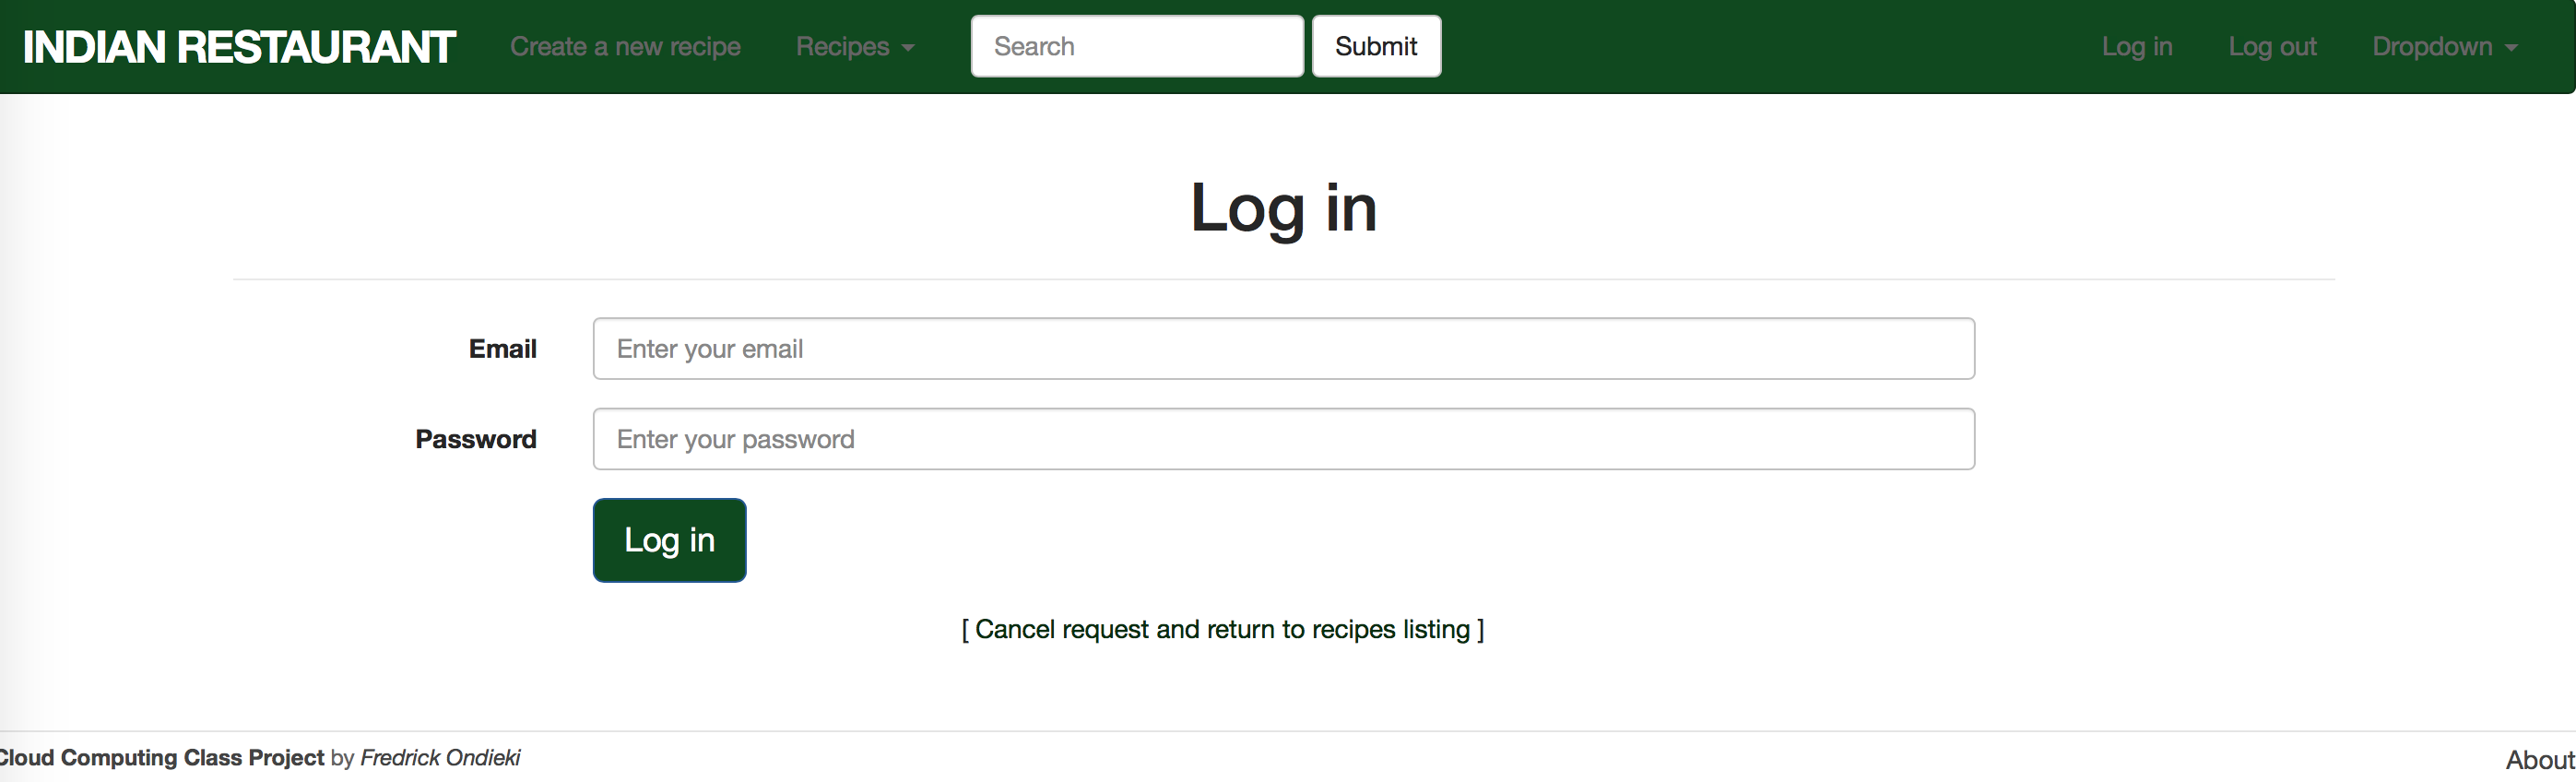 INDIAN RESTAURANT Create a new recipe Recipes Search Submit Log in Log out Dropdown
Log in
Email Enter your email
Password Enter your password
Log in
[ Cancel request and return to recipes listing ]
Cloud Computing Class Project by Fredrick Ondieki About